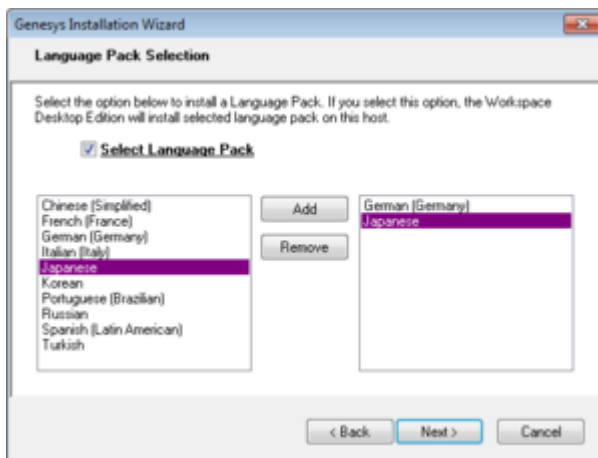 Genesys Installation Wizard
Language Pack Selection
Select the option below to install a Language Pack. If you select this option, the Workspace
Desktop Edition will install selected language pack on this host.
Select Language Pack
Chinese (Simplified)
French (France)
German (Germany)
Italian (Italy)
Japanese
Korean
Portuguese (Brazilian)
Russian
Spanish (Latin American)
Turkish
Add
Remove
German (Germany)
Japanese
< Back
Next >
Cancel